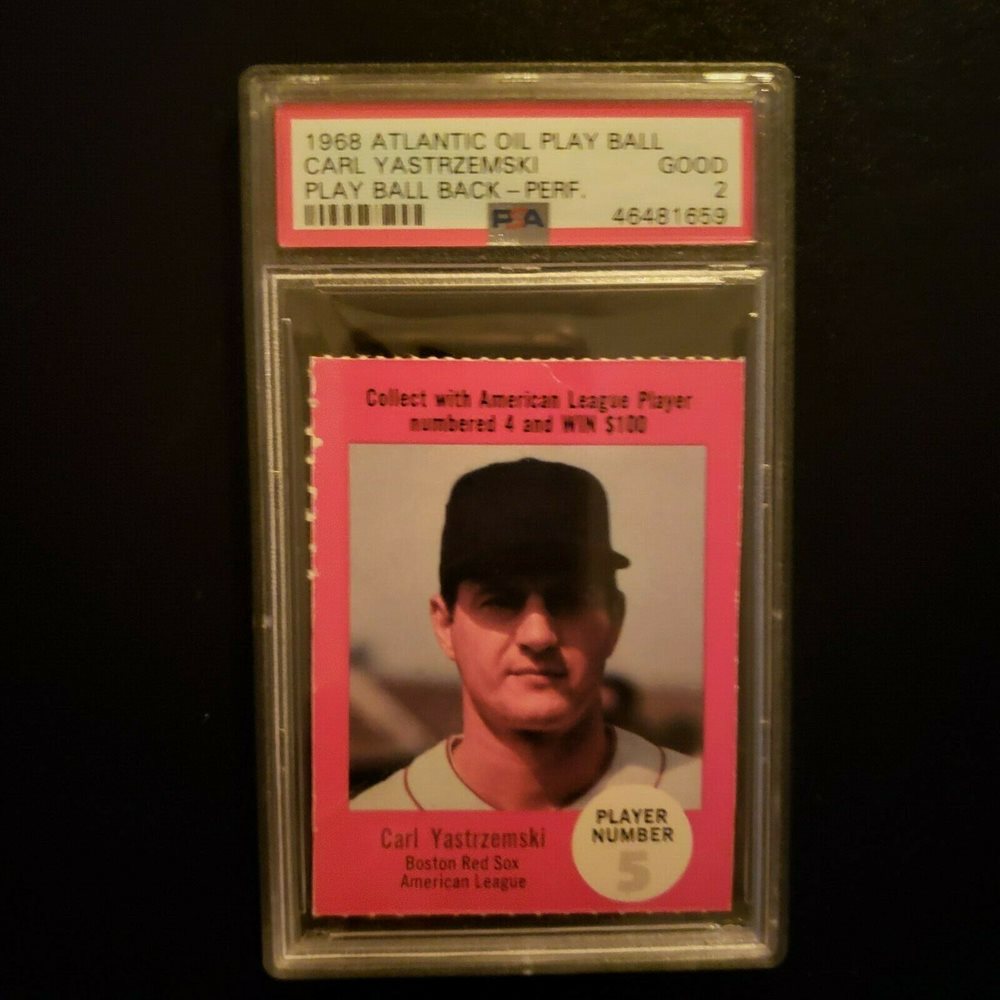 1968 ATLANTIC OIL PLAY BALL
CARL YASTRZEMSKI GOOD
PLAY BALL BACK - PERF. 2
PSA 46481659
Collect with American League Player
numbered 4 and WIN $100
Carl Yastrzemski
Boston Red Sox
American League
PLAYER
NUMBER
5